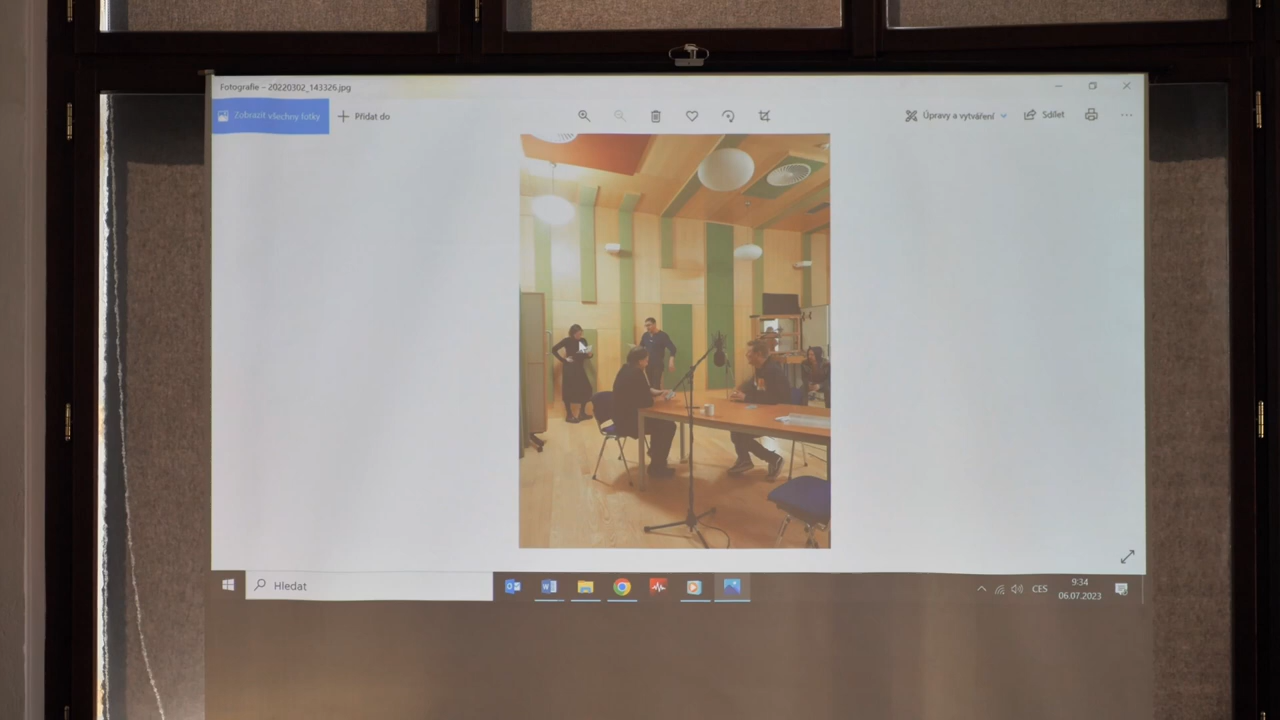 Fotografie – 20220302_143326.jpg
Zobrazit všechny fotky
Přidat do
Úpravy a vytváření
Sdílet
Hledat
CES
9:34
06.07.2023